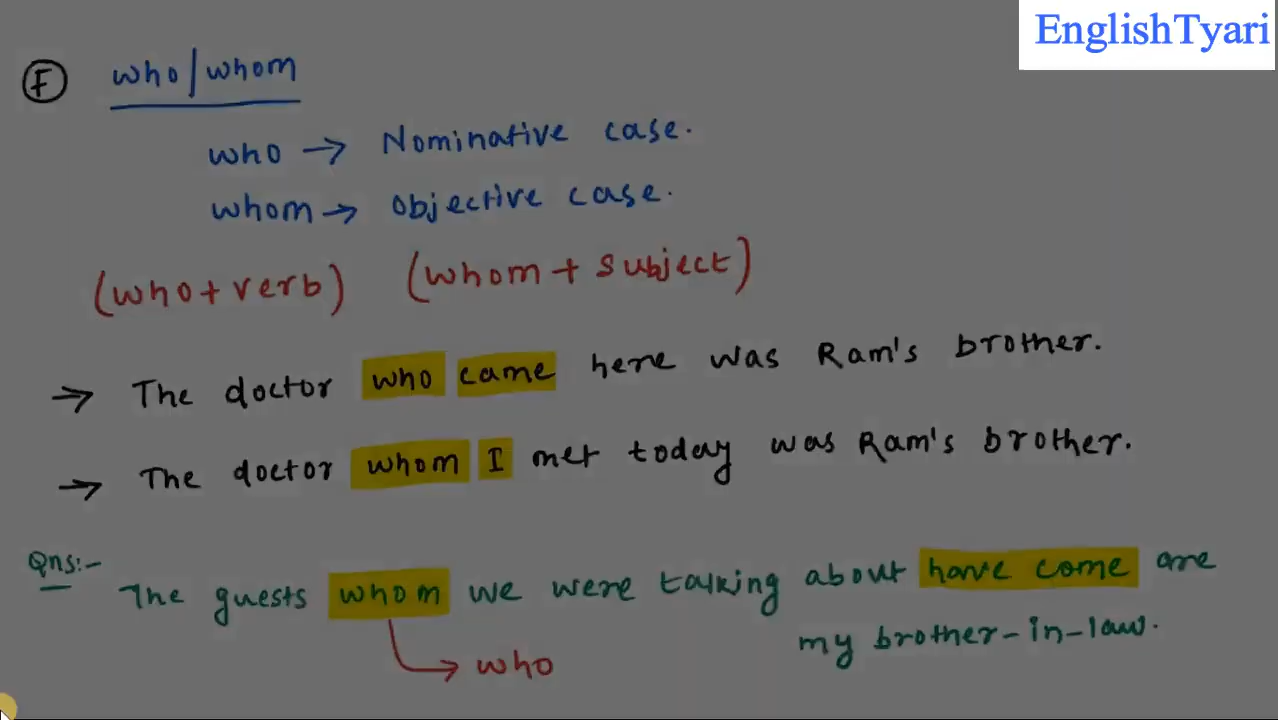 EnglishTyari
F who/whom
who → Nominative case.
whom → objective case.
(who+verb) (whom + subject)
→ The doctor who came here was Ram's brother.
→ The doctor whom I met today was Ram's brother.
Qns:-
The guests whom we were talking about have come are
my brother-in-law.
→ who